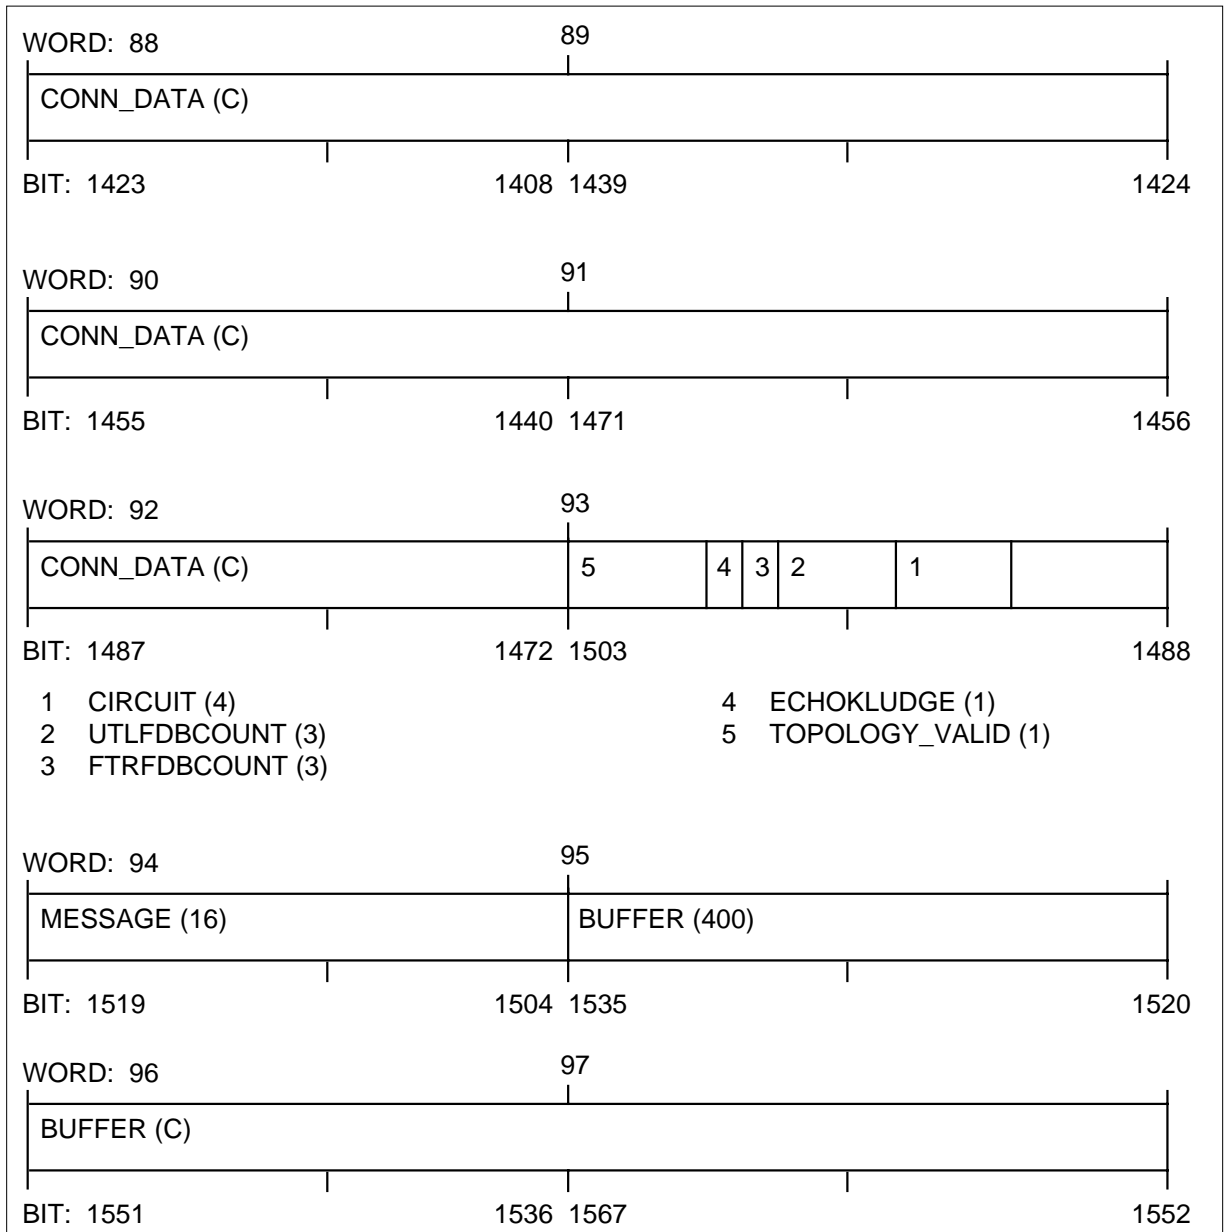 WORD: 88 89
CONN_DATA (C)
BIT: 1423 1408 1439 1424
WORD: 90 91
CONN_DATA (C)
BIT: 1455 1440 1471 1456
WORD: 92 93
CONN_DATA (C) 5 4 3 2 1
BIT: 1487 1472 1503 1488
1 CIRCUIT (4) 4 ECHOKLUDGE (1)
2 UTLFDBCOUNT (3) 5 TOPOLOGY_VALID (1)
3 FTRFDBCOUNT (3)
WORD: 94 95
MESSAGE (16) BUFFER (400)
BIT: 1519 1504 1535 1520
WORD: 96 97
BUFFER (C)
BIT: 1551 1536 1567 1552